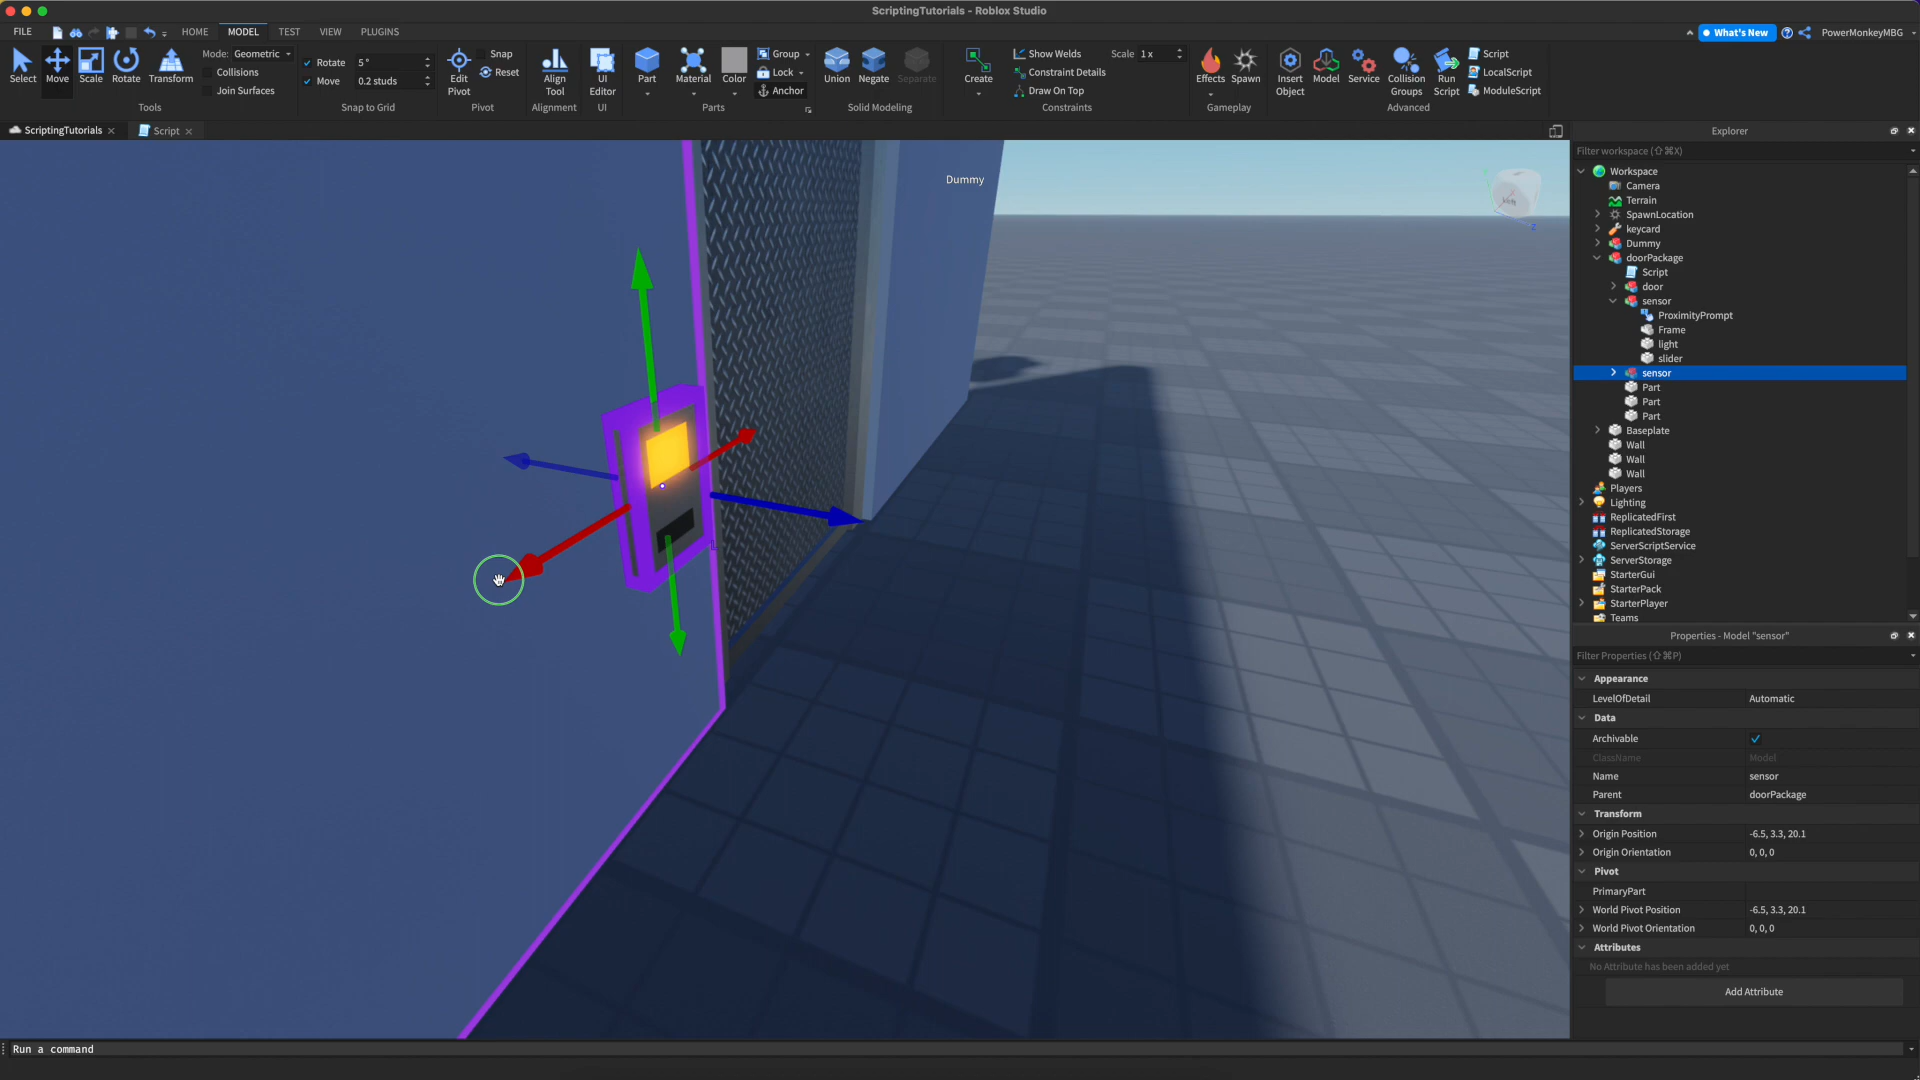 ScriptingTutorials - Roblox Studio
FILE HOME MODEL TEST VIEW PLUGINS What's New PowerMonkeyMBG
Select Move Scale Rotate Transform
Mode: Geometric
Collisions
Join Surfaces
Tools
Rotate 5 °
Move 0.2 studs
Snap to Grid
Edit Pivot
Snap
Reset
Pivot
Align Tool
Alignment
UI Editor
UI
Part Material Color
Group
Lock
Anchor
Parts
Union Negate Separate
Solid Modeling
Create
Show Welds Scale 1 x
Constraint Details
Draw On Top
Constraints
Effects Spawn
Gameplay
Insert Object Model Service Collision Groups Run Script
Script
LocalScript
ModuleScript
Advanced
ScriptingTutorials Script
Dummy
Explorer
Filter workspace (⇧⌘X)
Workspace
Camera
Terrain
SpawnLocation
keycard
Dummy
doorPackage
Script
door
sensor
ProximityPrompt
Frame
light
slider
sensor
Part
Part
Part
Baseplate
Wall
Wall
Wall
Players
Lighting
ReplicatedFirst
ReplicatedStorage
ServerScriptService
ServerStorage
StarterGui
StarterPack
StarterPlayer
Teams
Properties - Model "sensor"
Filter Properties (⇧⌘P)
Appearance
LevelOfDetail Automatic
Data
Archivable
ClassName Model
Name sensor
Parent doorPackage
Transform
Origin Position -6.5, 3.3, 20.1
Origin Orientation 0, 0, 0
Pivot
PrimaryPart
World Pivot Position -6.5, 3.3, 20.1
World Pivot Orientation 0, 0, 0
Attributes
No Attribute has been added yet
Add Attribute
Run a command